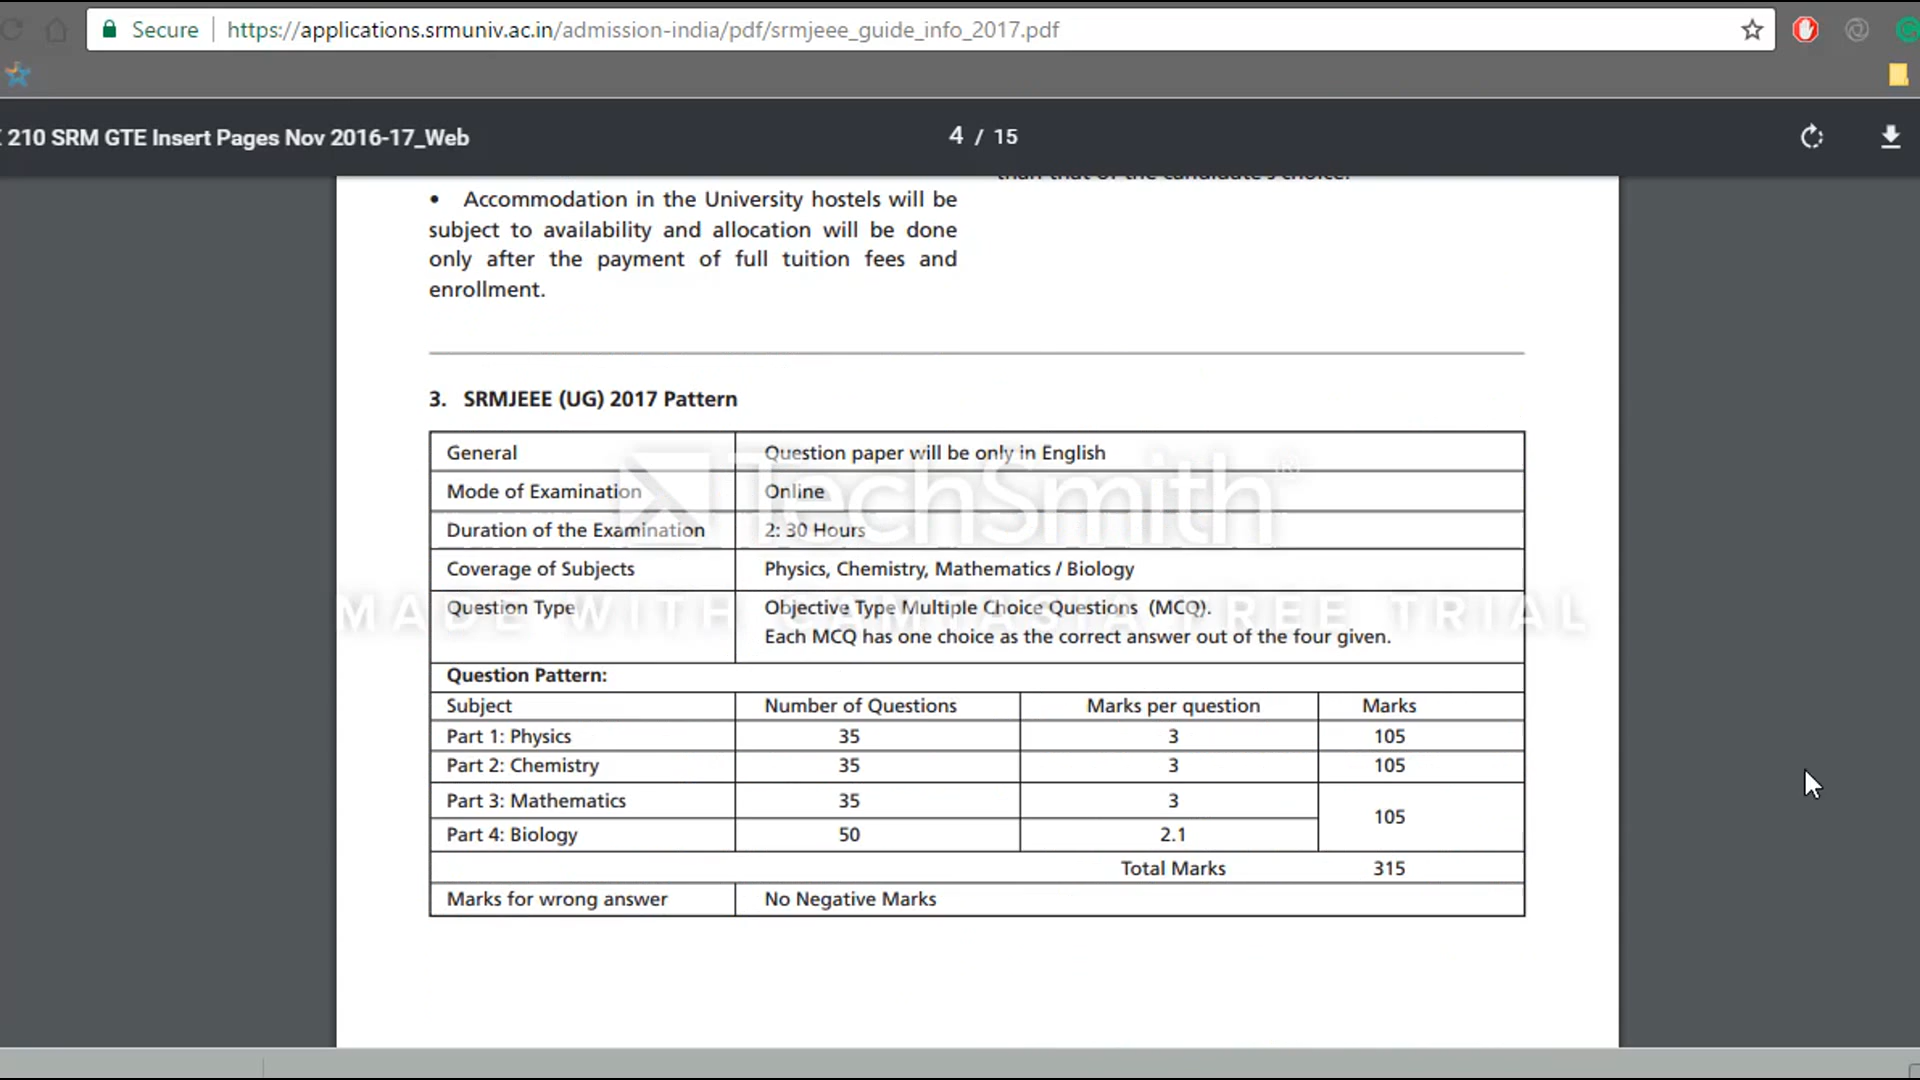 Secure https://applications.srmuniv.ac.in/admission-india/pdf/srmjeee_guide_info_2017.pdf
210 SRM GTE Insert Pages Nov 2016-17_Web
4 / 15
than that of the candidate's choice.
• Accommodation in the University hostels will be
subject to availability and allocation will be done
only after the payment of full tuition fees and
enrollment.
3. SRMJEEE (UG) 2017 Pattern
General Question paper will be only in English
Mode of Examination Online
Duration of the Examination 2: 30 Hours
Coverage of Subjects Physics, Chemistry, Mathematics / Biology
Question Type Objective Type Multiple Choice Questions (MCQ).
Each MCQ has one choice as the correct answer out of the four given.
Question Pattern:
Subject Number of Questions Marks per question Marks
Part 1: Physics 35 3 105
Part 2: Chemistry 35 3 105
Part 3: Mathematics 35 3
105
Part 4: Biology 50 2.1
Total Marks 315
Marks for wrong answer No Negative Marks
TechSmith®
MADE WITH CAMTASIA FREE TRIAL